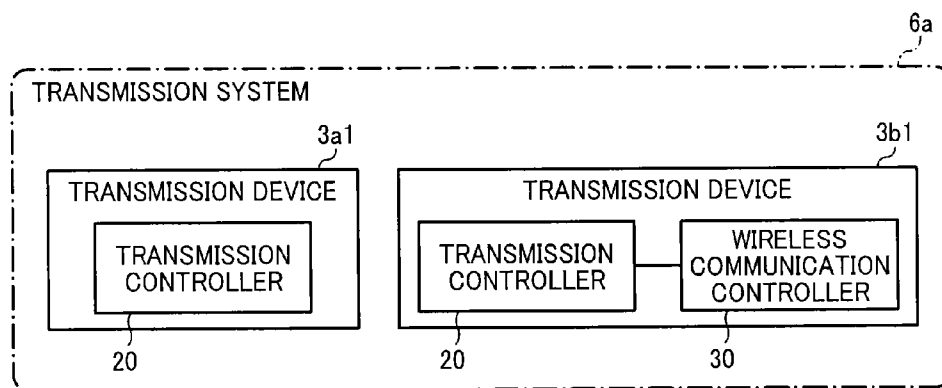 6a
TRANSMISSION SYSTEM
3a1
3b1
TRANSMISSION DEVICE
TRANSMISSION CONTROLLER
20
TRANSMISSION DEVICE
TRANSMISSION CONTROLLER
20
WIRELESS
COMMUNICATION
CONTROLLER
30